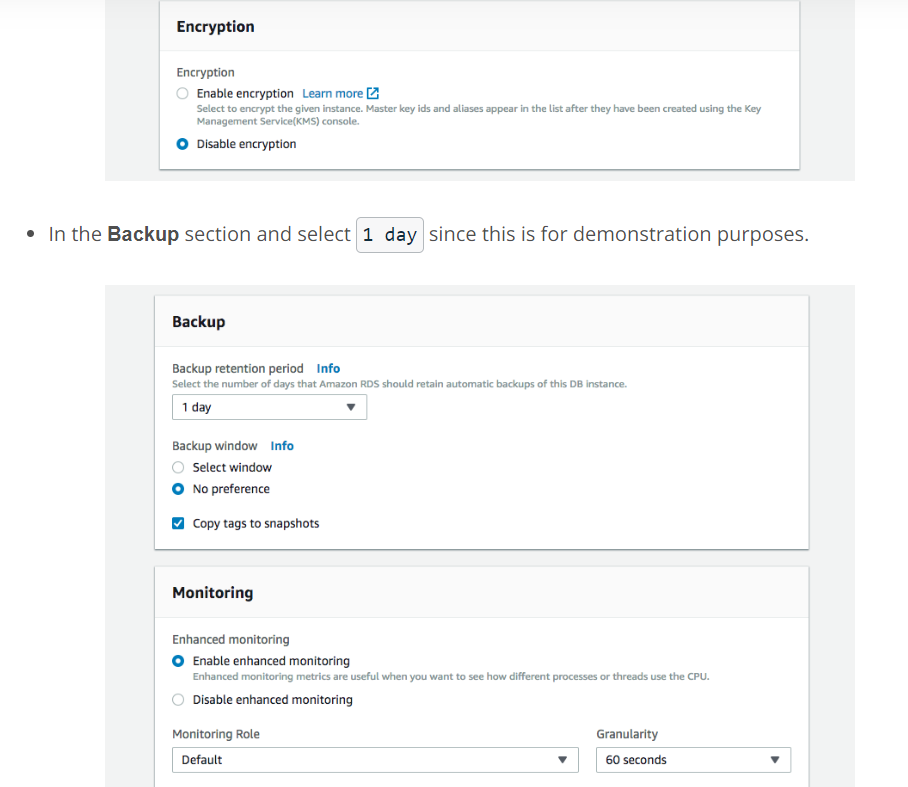 Encryption
Encryption
Enable encryption Learn more
Select to encrypt the given instance. Master key ids and aliases appear in the list after they have been created using the Key
Management Service(KMS) console.
Disable encryption
In the Backup section and select 1 day since this is for demonstration purposes.
Backup
Backup retention period Info
Select the number of days that Amazon RDS should retain automatic backups of this DB instance.
1 day
Backup window Info
Select window
No preference
Copy tags to snapshots
Monitoring
Enhanced monitoring
Enable enhanced monitoring
Enhanced monitoring metrics are useful when you want to see how different processes or threads use the CPU.
Disable enhanced monitoring
Monitoring Role Granularity
Default 60 seconds